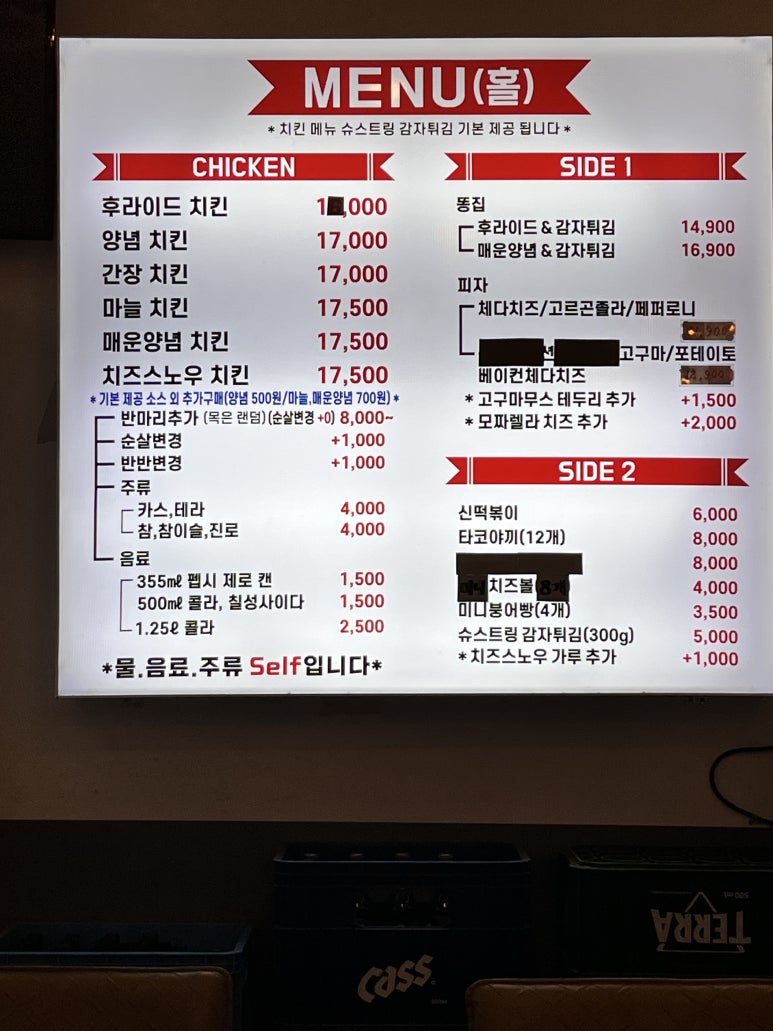 MENU(홀)
* 치킨 메뉴 슈스트링 감자튀김 기본 제공 됩니다 *
CHICKEN
후라이드 치킨
양념 치킨 17,000
간장 치킨 17,000
마늘 치킨 17,500
매운양념 치킨 17,500
치즈스노우 치킨 17,500
* 기본 제공 소스 외 추가구매(양념 500원/마늘,매운양념 700원) *
반마리추가 (목은 랜덤)(순살변경 +0) 8,000~
순살변경 +1,000
반반변경 +1,000
주류
카스,테라 4,000
참,참이슬,진로 4,000
음료
355㎖ 펩시 제로 캔 1,500
500㎖ 콜라, 칠성사이다 1,500
1.25ℓ 콜라 2,500
*물.음료.주류 Self입니다*
SIDE 1
똥집
후라이드 & 감자튀김 14,900
매운양념 & 감자튀김 16,900
피자
체다치즈/고르곤졸라/페퍼로니
고구마/포테이토
베이컨체다치즈
* 고구마무스 테두리 추가 +1,500
* 모짜렐라 치즈 추가 +2,000
SIDE 2
신떡볶이 6,000
타코야끼(12개) 8,000
8,000
치즈볼 4,000
미니붕어빵(4개) 3,500
슈스트링 감자튀김(300g) 5,000
* 치즈스노우 가루 추가 +1,000
Cass
TERRA
500 mL